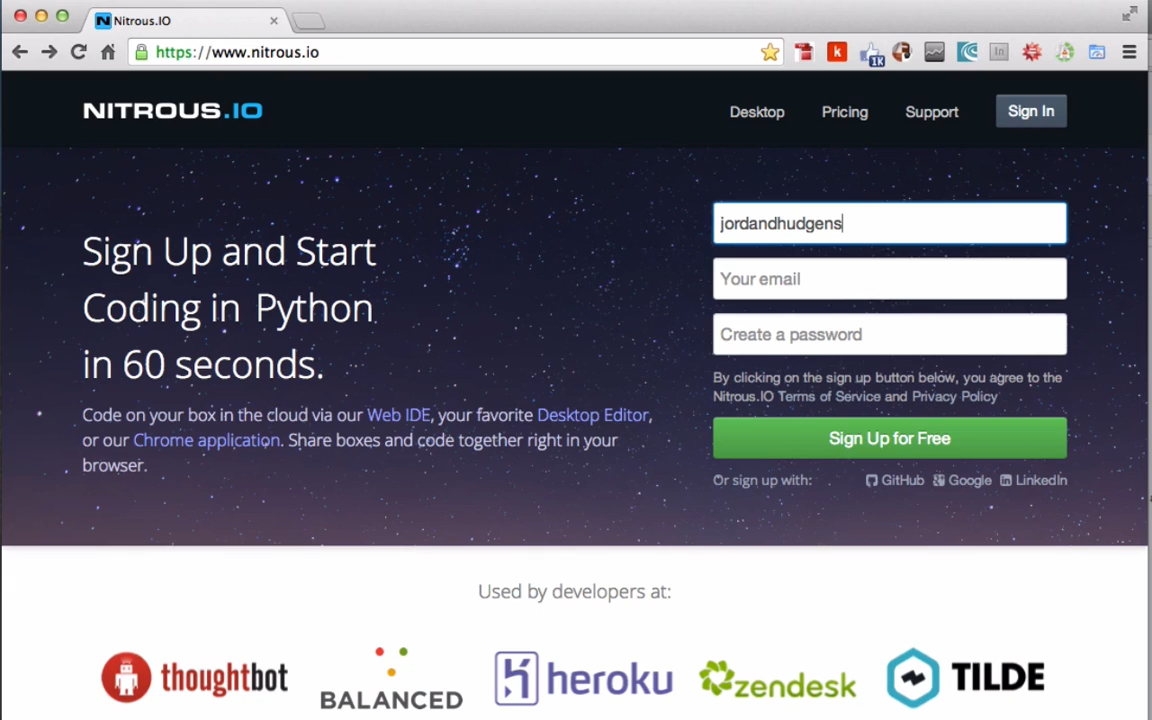 Nitrous.IO
https://www.nitrous.io
k
1K
in
NITROUS.IO
Desktop Pricing Support Sign In
jordandhudgens
Your email
Create a password
By clicking on the sign up button below, you agree to the
Nitrous.IO Terms of Service and Privacy Policy
Sign Up for Free
Or sign up with: GitHub Google LinkedIn
Sign Up and Start
Coding in Python
in 60 seconds.
Code on your box in the cloud via our Web IDE, your favorite Desktop Editor,
or our Chrome application. Share boxes and code together right in your
browser.
Used by developers at:
thoughtbot BALANCED heroku zendesk TILDE